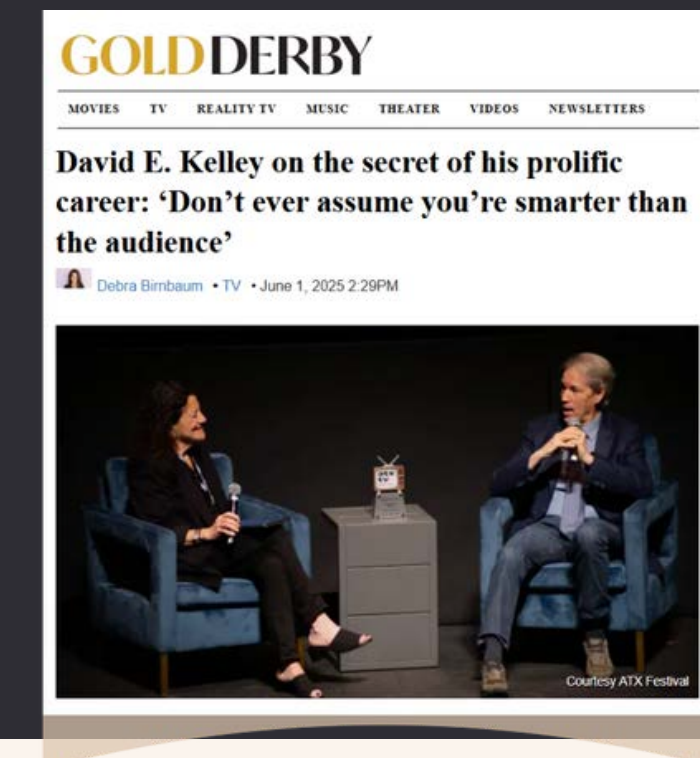 GOLDDERBY
MOVIES TV REALITY TV MUSIC THEATER VIDEOS NEWSLETTERS
David E. Kelley on the secret of his prolific
career: ‘Don’t ever assume you’re smarter than
the audience’
Debra Birnbaum • TV • June 1, 2025 2:29PM
Courtesy ATX Festival